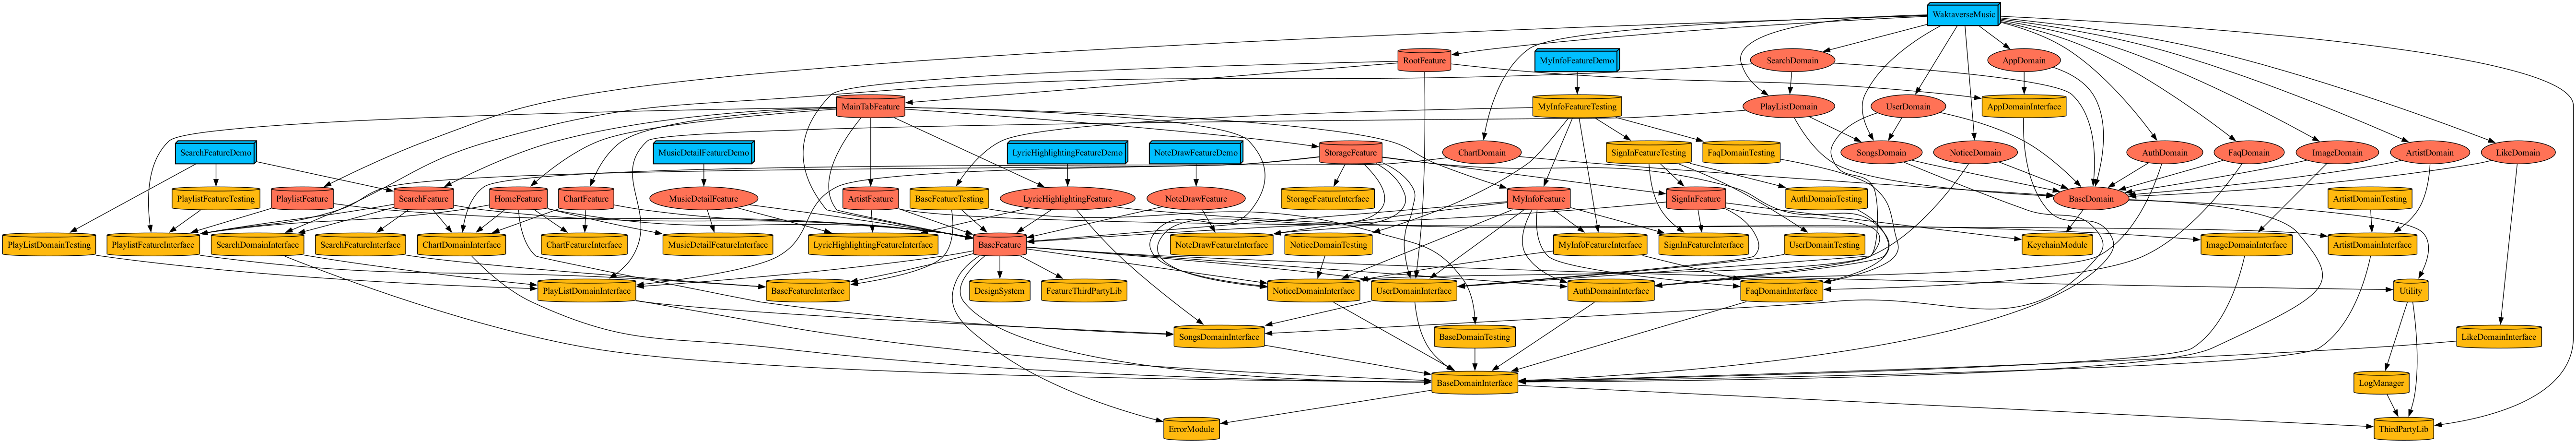 WaktaverseMusic
RootFeature
MyInfoFeatureDemo
SearchDomain
AppDomain
MainTabFeature
MyInfoFeatureTesting
PlayListDomain
UserDomain
AppDomainInterface
SearchFeatureDemo
MusicDetailFeatureDemo
LyricHighlightingFeatureDemo
NoteDrawFeatureDemo
StorageFeature
ChartDomain
SignInFeatureTesting
FaqDomainTesting
SongsDomain
NoticeDomain
AuthDomain
FaqDomain
ImageDomain
ArtistDomain
LikeDomain
PlaylistFeatureTesting
PlaylistFeature
SearchFeature
HomeFeature
ChartFeature
MusicDetailFeature
ArtistFeature
BaseFeatureTesting
LyricHighlightingFeature
NoteDrawFeature
StorageFeatureInterface
MyInfoFeature
SignInFeature
AuthDomainTesting
BaseDomain
ArtistDomainTesting
PlayListDomainTesting
PlaylistFeatureInterface
SearchDomainInterface
SearchFeatureInterface
ChartDomainInterface
ChartFeatureInterface
MusicDetailFeatureInterface
LyricHighlightingFeatureInterface
BaseFeature
NoteDrawFeatureInterface
NoticeDomainTesting
MyInfoFeatureInterface
SignInFeatureInterface
UserDomainTesting
KeychainModule
ImageDomainInterface
ArtistDomainInterface
PlayListDomainInterface
BaseFeatureInterface
DesignSystem
FeatureThirdPartyLib
NoticeDomainInterface
UserDomainInterface
AuthDomainInterface
FaqDomainInterface
Utility
SongsDomainInterface
BaseDomainTesting
LikeDomainInterface
BaseDomainInterface
LogManager
ErrorModule
ThirdPartyLib